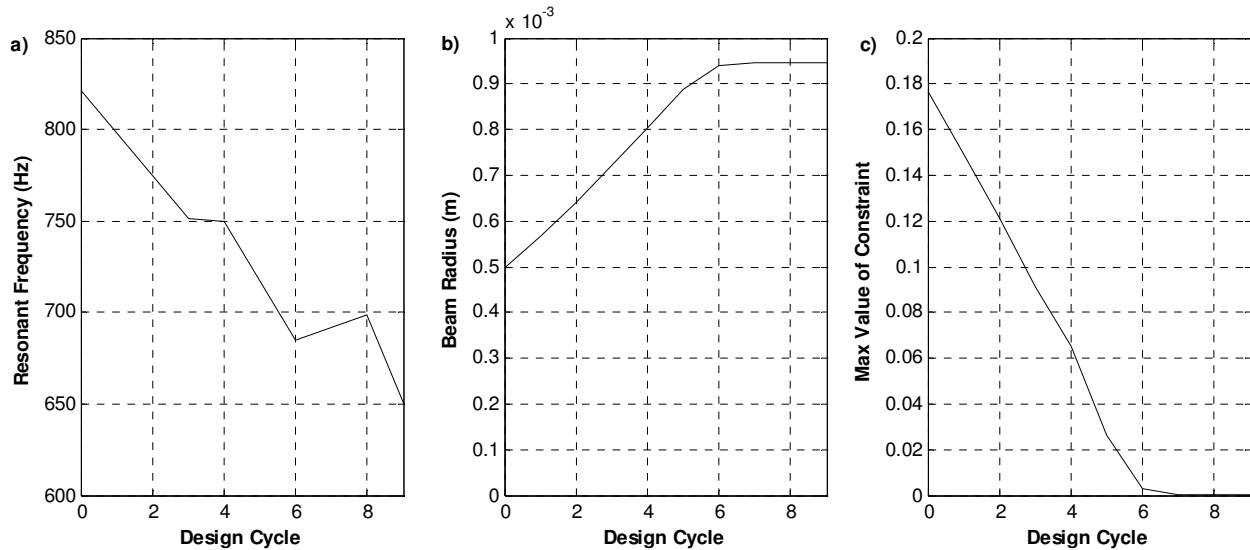 a)
850
800
750
700
650
600
Resonant Frequency (Hz)
0 2 4 6 8
Design Cycle
b)
x 10-3
1
0.9
0.8
0.7
0.6
0.5
0.4
0.3
0.2
0.1
0
Beam Radius (m)
0 2 4 6 8
Design Cycle
c)
0.2
0.18
0.16
0.14
0.12
0.1
0.08
0.06
0.04
0.02
0
Max Value of Constraint
0 2 4 6 8
Design Cycle